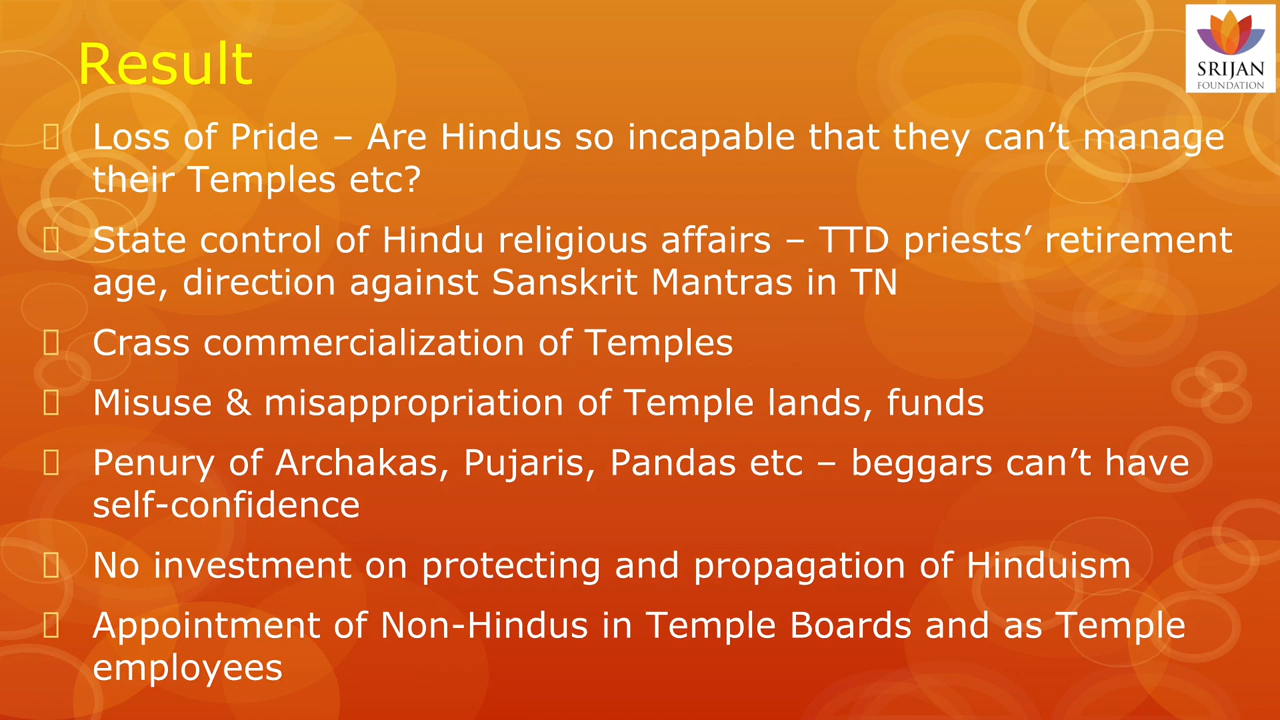 Result
SRIJAN
FOUNDATION
Loss of Pride – Are Hindus so incapable that they can’t manage
their Temples etc?
State control of Hindu religious affairs – TTD priests’ retirement
age, direction against Sanskrit Mantras in TN
Crass commercialization of Temples
Misuse & misappropriation of Temple lands, funds
Penury of Archakas, Pujaris, Pandas etc – beggars can’t have
self-confidence
No investment on protecting and propagation of Hinduism
Appointment of Non-Hindus in Temple Boards and as Temple
employees